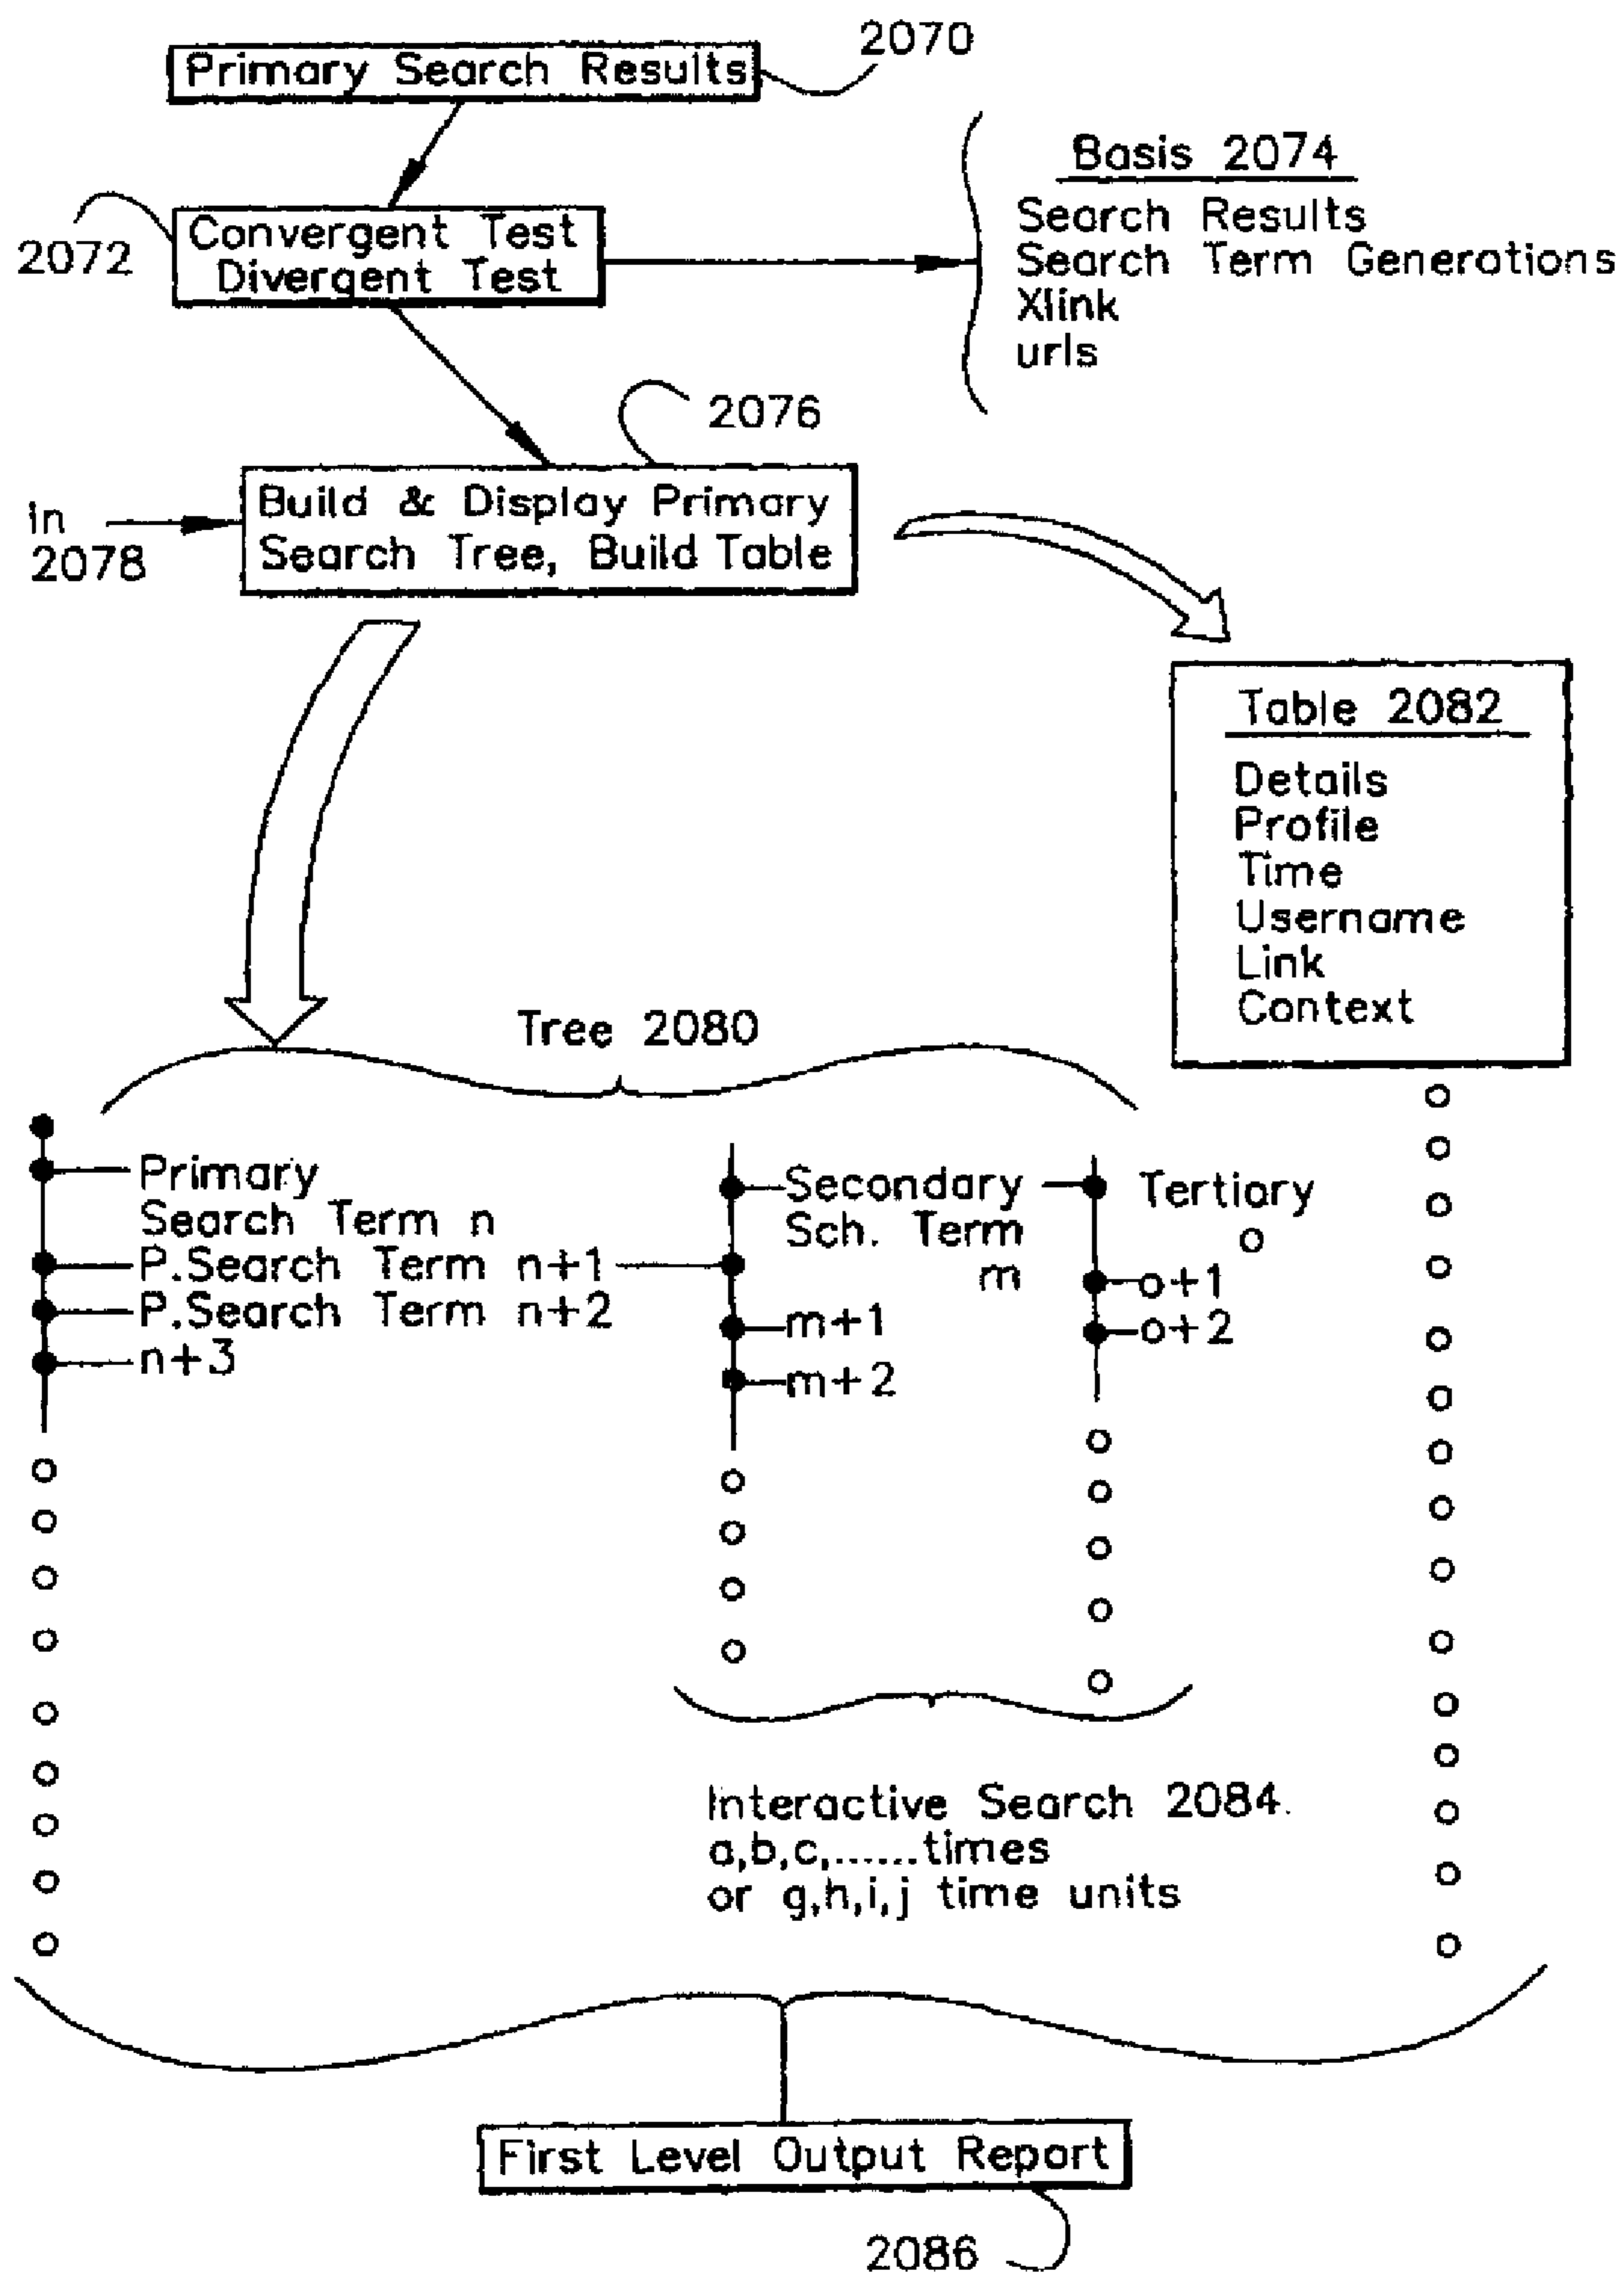 2070
Primary Search Results
Basis 2074
Search Results
Search Term Generations
Xlink
urls
2072
Convergent Test
Divergent Test
2076
In
2078
Build & Display Primary
Search Tree, Build Table
Table 2082
Details
Profile
Time
Username
Link
Context
Tree 2080
Primary
Search Term n
P.Search Term n+1
P.Search Term n+2
n+3
Secondary
Sch. Term
m
m+1
m+2
Tertiary
o
o+1
o+2
Interactive Search 2084.
a,b,c,......times
or g,h,i,j time units
First Level Output Report
2086